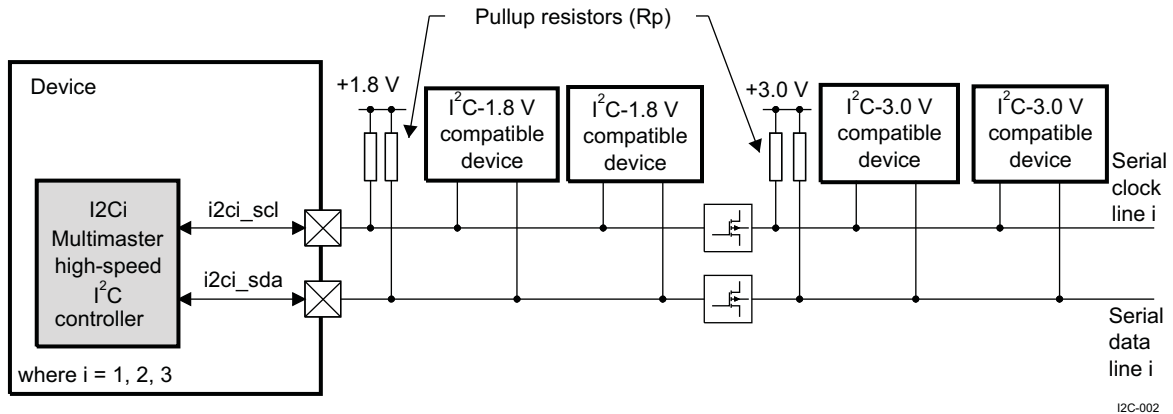 Pullup resistors (Rp)
Device
+1.8 V
I²C-1.8 V
compatible
device
I²C-1.8 V
compatible
device
+3.0 V
I²C-3.0 V
compatible
device
I²C-3.0 V
compatible
device
Serial
clock
line i
I2Ci
Multimaster
high-speed
I²C
controller
i2ci_scl
i2ci_sda
Serial
data
line i
where i = 1, 2, 3
I2C-002